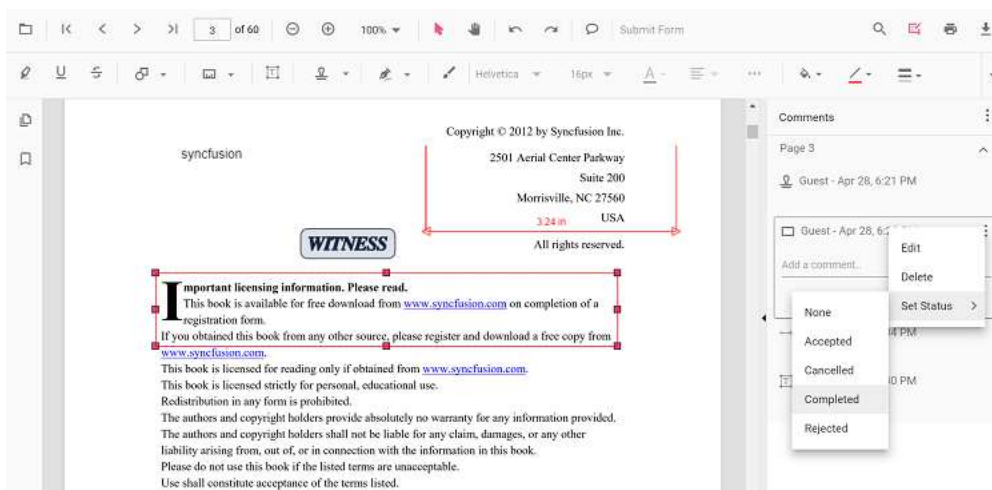 3 of 60 100% Submit Form
Helvetica 16px A
Comments
Page 3
Guest - Apr 28, 6:21 PM
Guest - Apr 28, 6:2
Add a comment..
Edit
Delete
Set Status
None
Accepted
Cancelled
Completed
Rejected
4 PM
0 PM
Copyright © 2012 by Syncfusion Inc.
syncfusion
2501 Aerial Center Parkway
Suite 200
Morrisville, NC 27560
USA
3.24 in
All rights reserved.
WITNESS
Important licensing information. Please read.
This book is available for free download from www.syncfusion.com on completion of a
registration form.
If you obtained this book from any other source, please register and download a free copy from
www.syncfusion.com.
This book is licensed for reading only if obtained from www.syncfusion.com.
This book is licensed strictly for personal, educational use.
Redistribution in any form is prohibited.
The authors and copyright holders provide absolutely no warranty for any information provided.
The authors and copyright holders shall not be liable for any claim, damages, or any other
liability arising from, out of, or in connection with the information in this book.
Please do not use this book if the listed terms are unacceptable.
Use shall constitute acceptance of the terms listed.